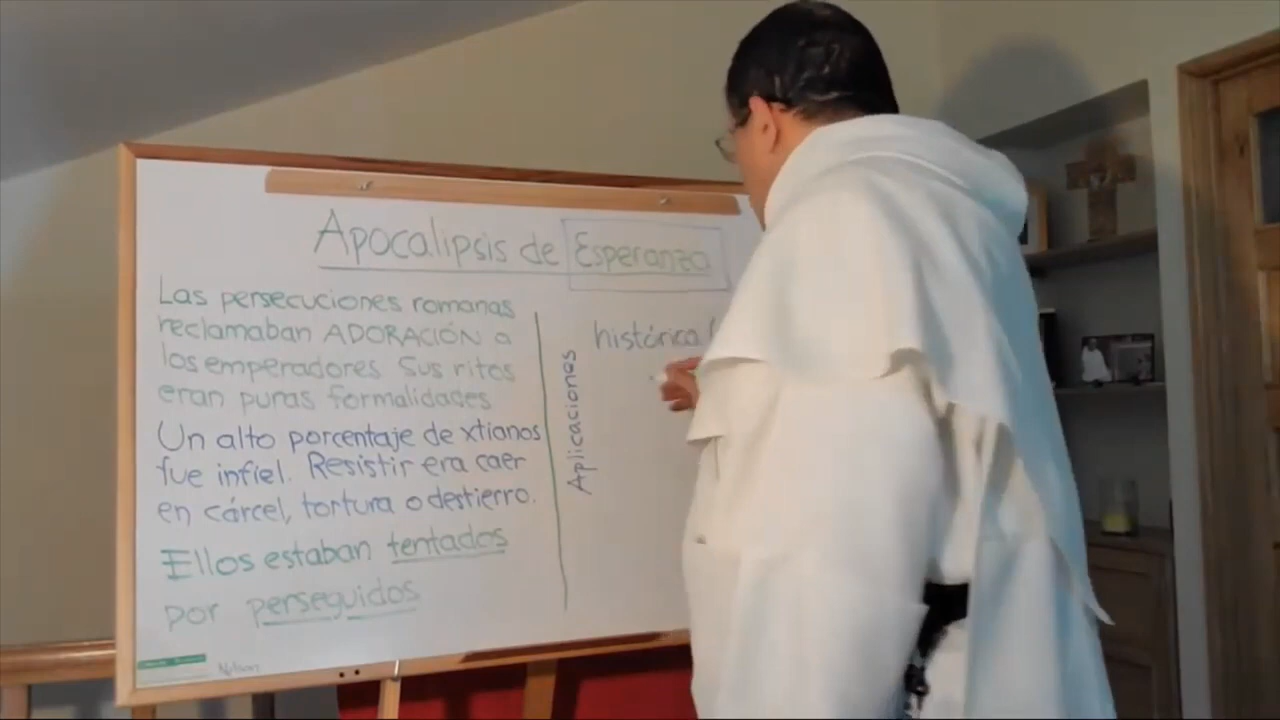 Apocalipsis de Esperanza
Las persecuciones romanas
reclamaban ADORACIÓN a
los emperadores. Sus ritos
eran puras formalidades
Un alto porcentaje de xtianos
fue infiel. Resistir era caer
en cárcel, tortura o destierro.
Ellos estaban tentados
por perseguidos
Aplicaciones
histórica
Nelson